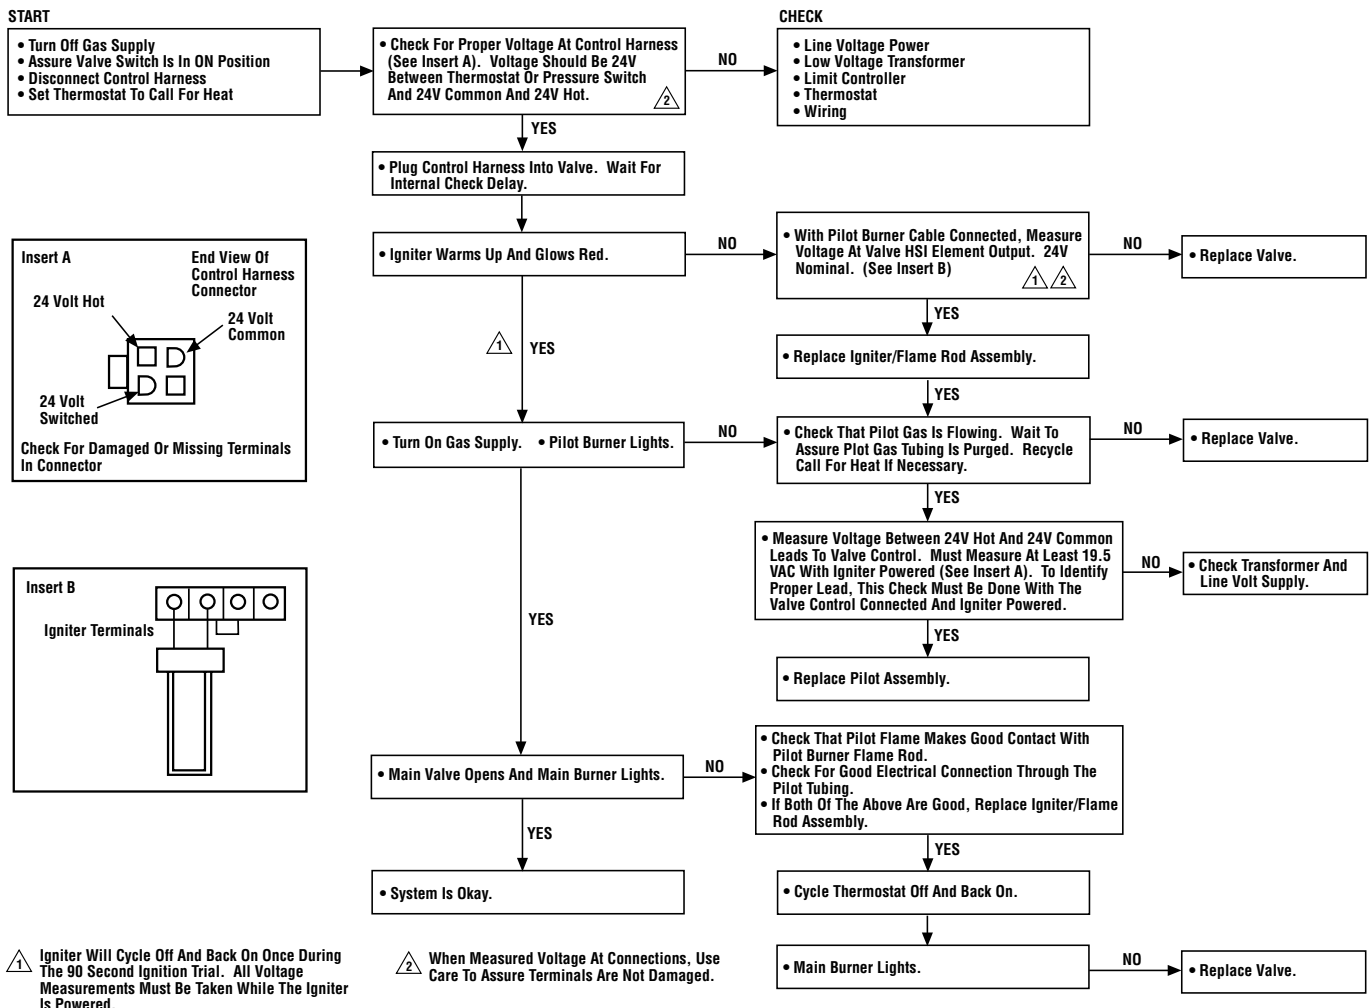 START
• Turn Off Gas Supply
• Assure Valve Switch Is In ON Position
• Disconnect Control Harness
• Set Thermostat To Call For Heat
• Check For Proper Voltage At Control Harness
(See Insert A). Voltage Should Be 24V
Between Thermostat Or Pressure Switch
And 24V Common And 24V Hot.
2
NO
CHECK
• Line Voltage Power
• Low Voltage Transformer
• Limit Controller
• Thermostat
• Wiring
YES
• Plug Control Harness Into Valve. Wait For
Internal Check Delay.
• Igniter Warms Up And Glows Red.
NO
• With Pilot Burner Cable Connected, Measure
Voltage At Valve HSI Element Output. 24V
Nominal. (See Insert B)
1 2
NO
• Replace Valve.
YES
• Replace Igniter/Flame Rod Assembly.
YES
1
YES
• Turn On Gas Supply. • Pilot Burner Lights.
NO
• Check That Pilot Gas Is Flowing. Wait To
Assure Plot Gas Tubing Is Purged. Recycle
Call For Heat If Necessary.
NO
• Replace Valve.
YES
• Measure Voltage Between 24V Hot And 24V Common
Leads To Valve Control. Must Measure At Least 19.5
VAC With Igniter Powered (See Insert A). To Identify
Proper Lead, This Check Must Be Done With The
Valve Control Connected And Igniter Powered.
NO
• Check Transformer And
Line Volt Supply.
YES
• Replace Pilot Assembly.
YES
• Main Valve Opens And Main Burner Lights.
NO
• Check That Pilot Flame Makes Good Contact With
Pilot Burner Flame Rod.
• Check For Good Electrical Connection Through The
Pilot Tubing.
• If Both Of The Above Are Good, Replace Igniter/Flame
Rod Assembly.
YES
• System Is Okay.
YES
• Cycle Thermostat Off And Back On.
• Main Burner Lights.
NO
• Replace Valve.
Insert A
End View Of
Control Harness
Connector
24 Volt Hot
24 Volt
Common
24 Volt
Switched
Check For Damaged Or Missing Terminals
In Connector
Insert B
Igniter Terminals
1
Igniter Will Cycle Off And Back On Once During
The 90 Second Ignition Trial. All Voltage
Measurements Must Be Taken While The Igniter
Is Powered.
2
When Measured Voltage At Connections, Use
Care To Assure Terminals Are Not Damaged.